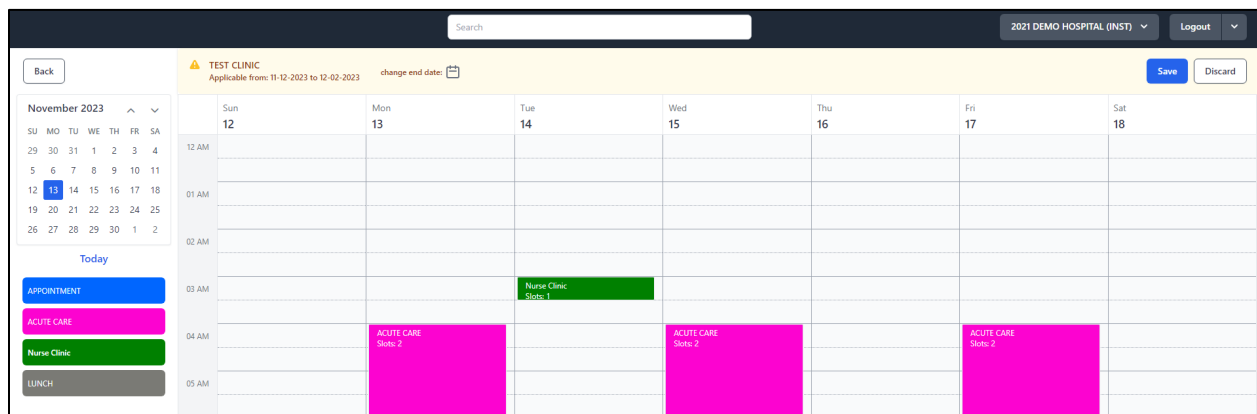 Search
2021 DEMO HOSPITAL (INST)
Logout
Back
TEST CLINIC
Applicable from: 11-12-2023 to 12-02-2023
change end date:
Save
Discard
November 2023
SU MO TU WE TH FR SA
29 30 31 1 2 3 4
5 6 7 8 9 10 11
12 13 14 15 16 17 18
19 20 21 22 23 24 25
26 27 28 29 30 1 2
Today
APPOINTMENT
ACUTE CARE
Nurse Clinic
LUNCH
Sun
12
Mon
13
Tue
14
Wed
15
Thu
16
Fri
17
Sat
18
12 AM
01 AM
02 AM
03 AM
Nurse Clinic
Slots: 1
04 AM
ACUTE CARE
Slots: 2
ACUTE CARE
Slots: 2
ACUTE CARE
Slots: 2
05 AM